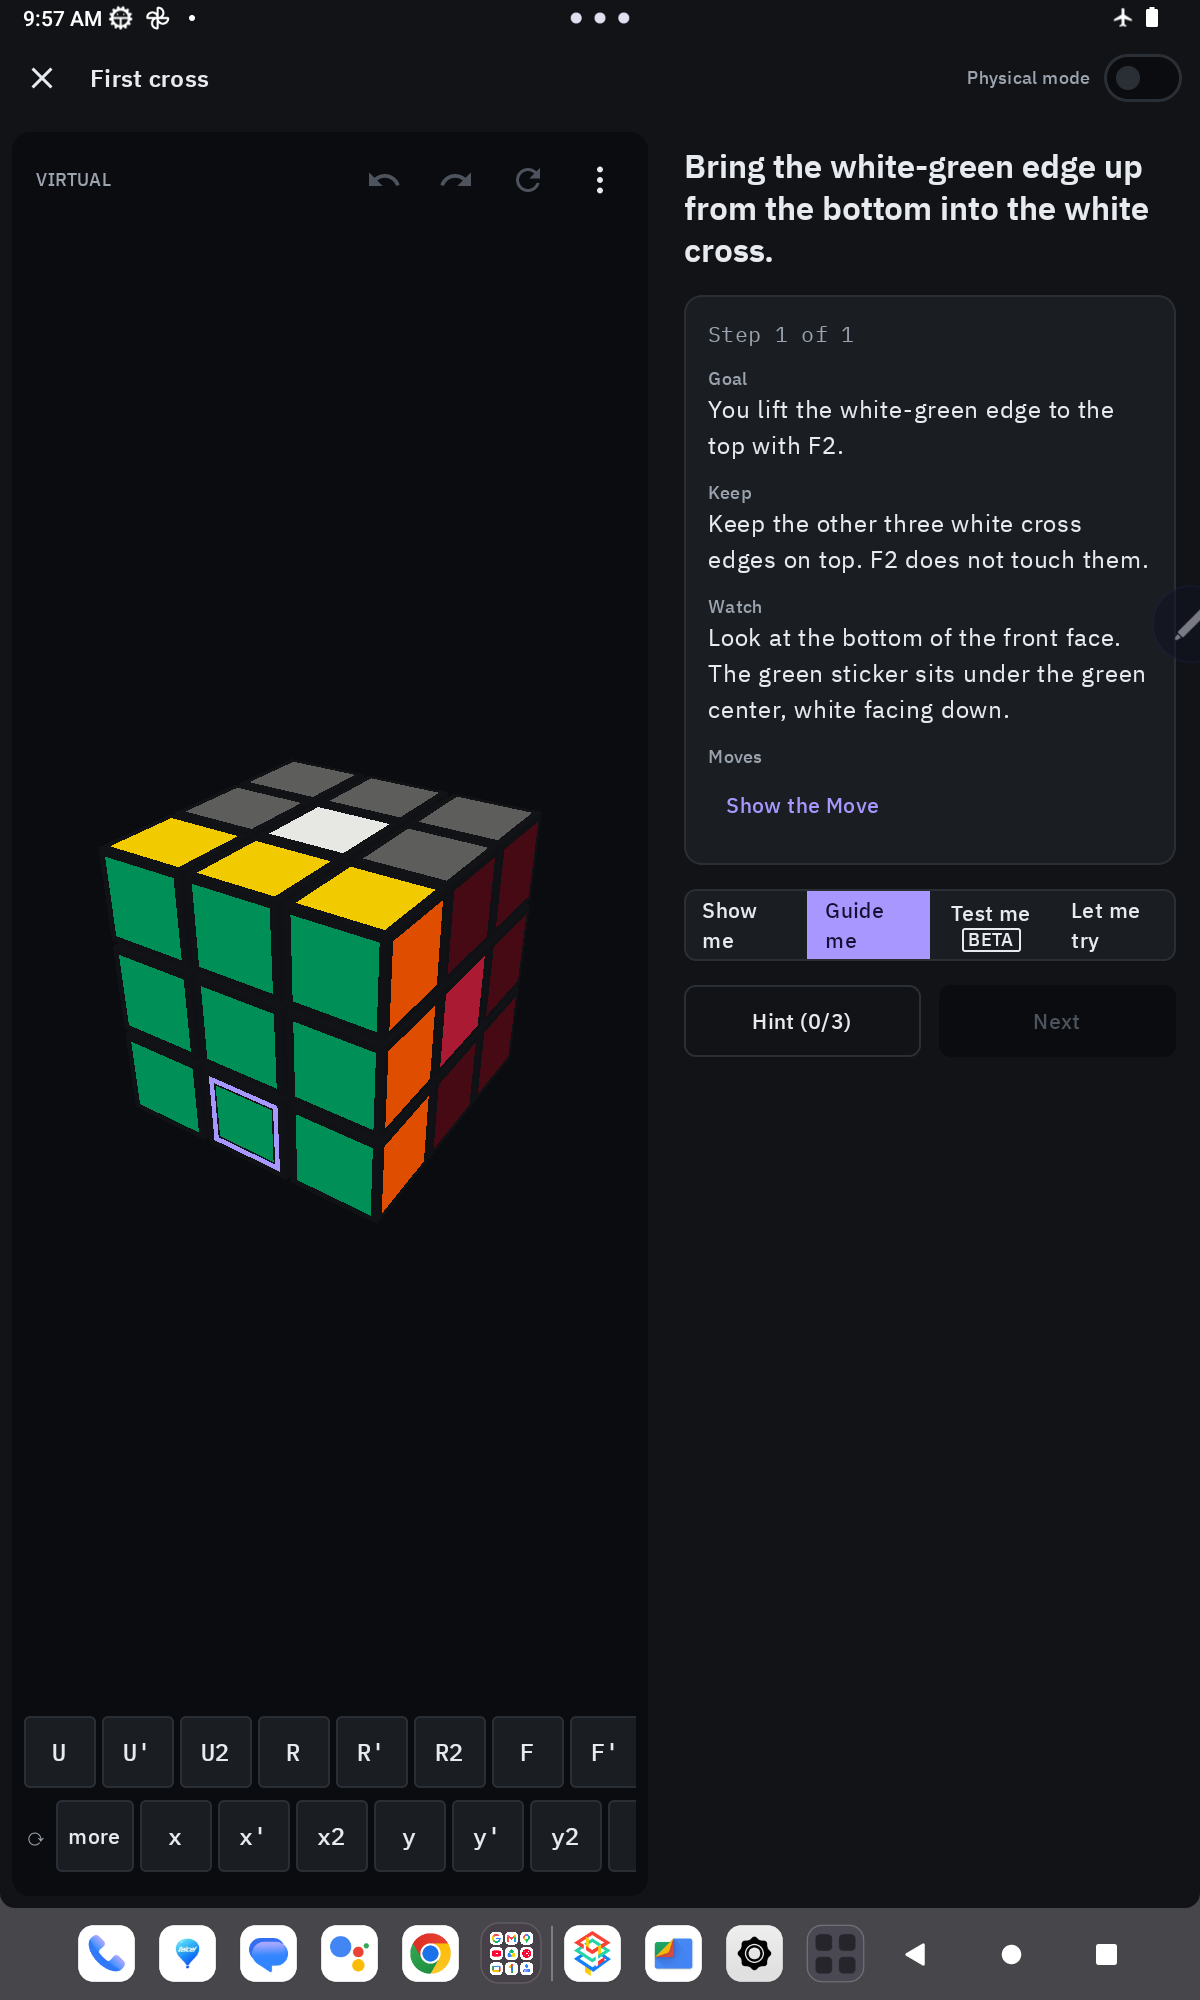 9:57 AM
First cross
Physical mode
VIRTUAL
Bring the white-green edge up
from the bottom into the white
cross.
Step 1 of 1
Goal
You lift the white-green edge to the
top with F2.
Keep
Keep the other three white cross
edges on top. F2 does not touch them.
Watch
Look at the bottom of the front face.
The green sticker sits under the green
center, white facing down.
Moves
Show the Move
Show
me
Guide
me
Test me
BETA
Let me
try
Hint (0/3)
Next
U U' U2 R R' R2 F F'
more x x' x2 y y' y2